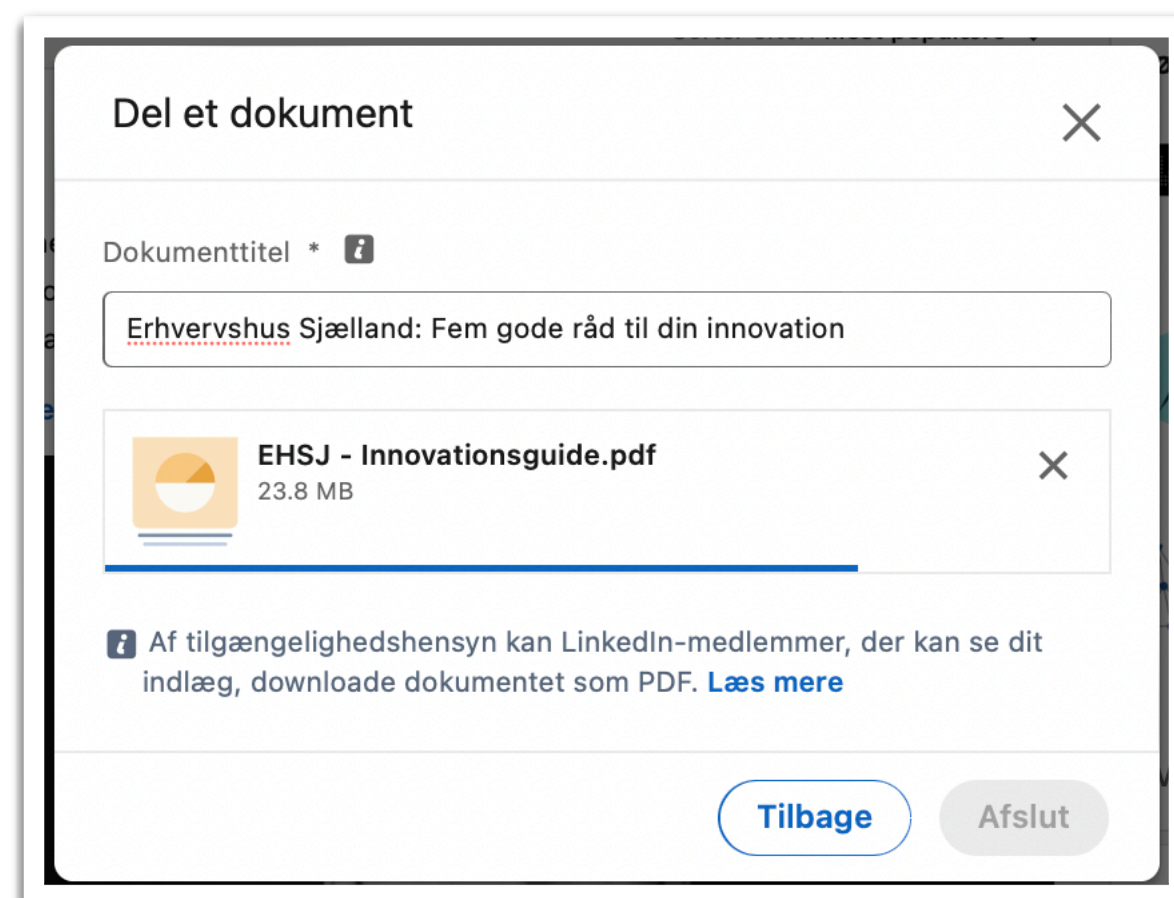 Del et dokument
Dokumenttitel *
Erhvervshus Sjælland: Fem gode råd til din innovation
EHSJ - Innovationsguide.pdf
23.8 MB
Af tilgængelighedshensyn kan LinkedIn-medlemmer, der kan se dit
indlæg, downloade dokumentet som PDF. Læs mere
Tilbage
Afslut